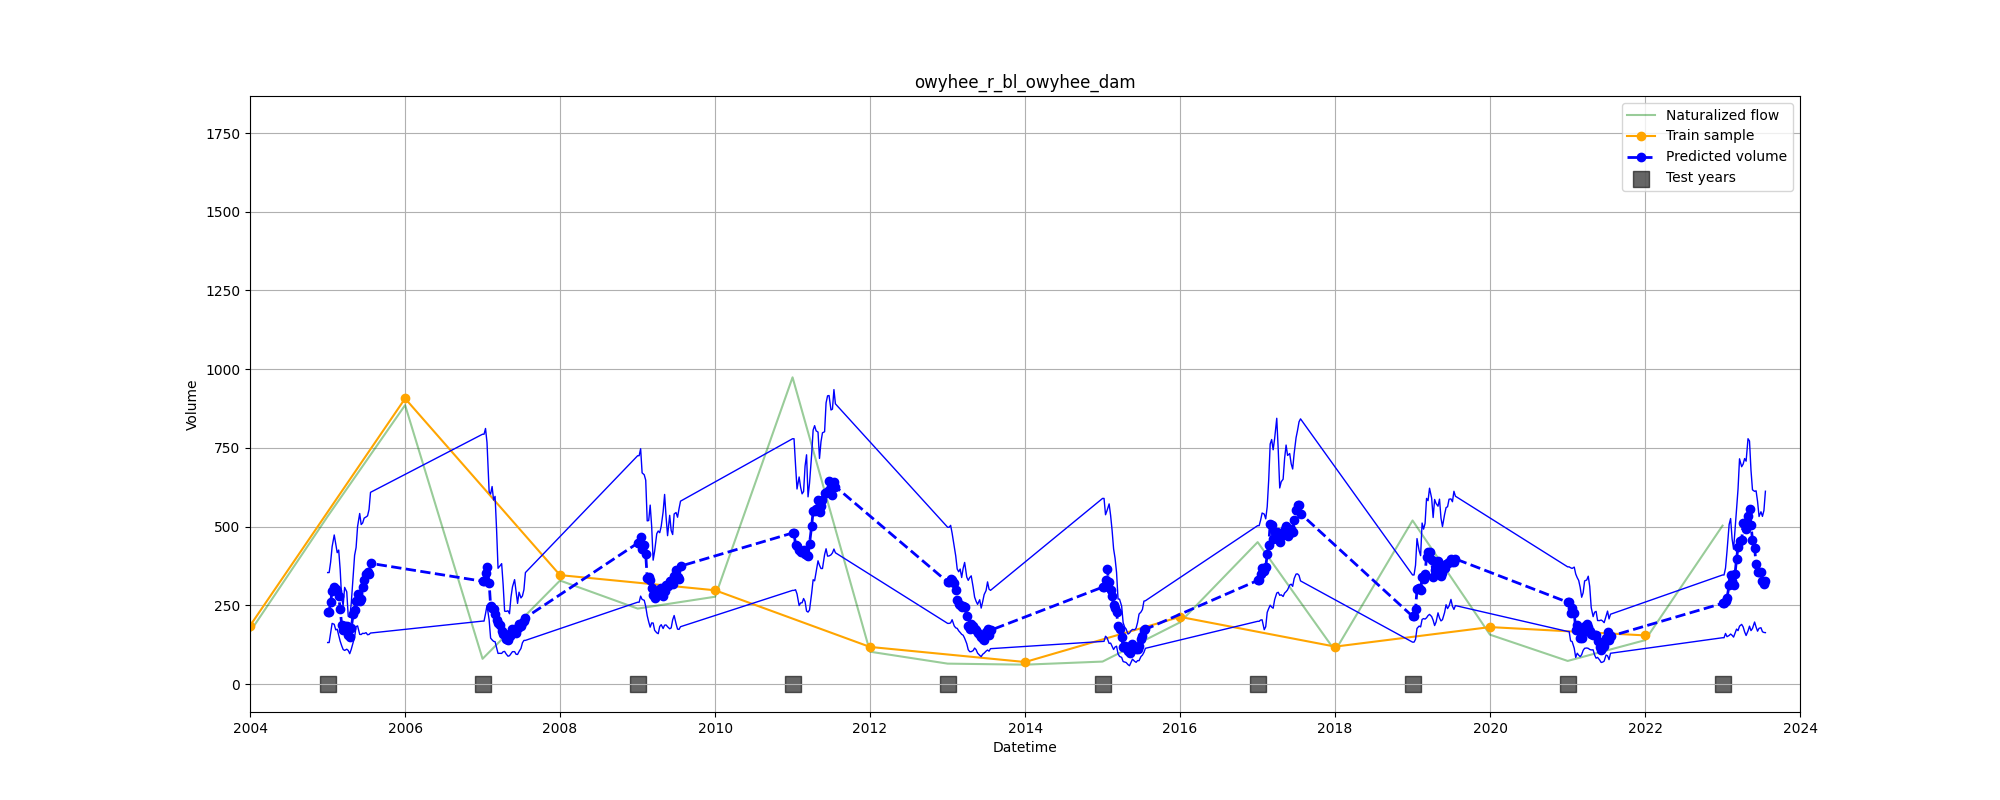 owyhee_r_bl_owyhee_dam
Naturalized flow
Train sample
Predicted volume
Test years
1750
1500
1250
1000
750
500
250
0
Volume
2004 2006 2008 2010 2012 2014 2016 2018 2020 2022 2024
Datetime